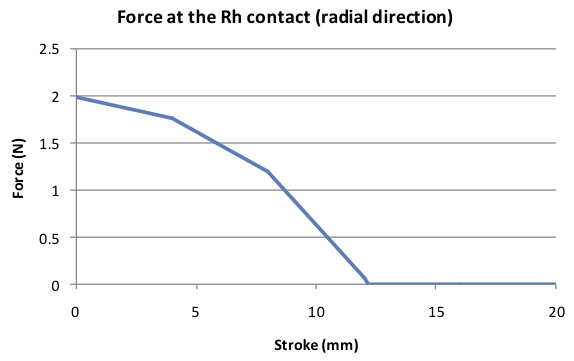 Force at the Rh contact (radial direction)
2.5
2
1.5
1
0.5
0
Force (N)
0 5 10 15 20
Stroke (mm)